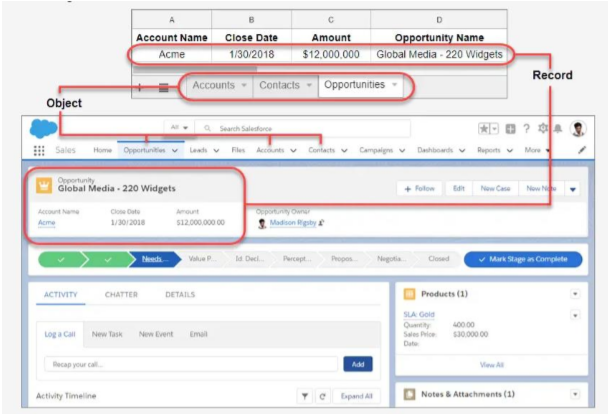 A B C D
Account Name Close Date Amount Opportunity Name
Acme 1/30/2018 $12,000,000 Global Media - 220 Widgets
Record
+ Accounts Contacts Opportunities
Object
All Search Salesforce
Sales Home Opportunities Leads Files Accounts Contacts Campaigns Dashboards Reports More
Opportunity
Global Media - 220 Widgets
+ Follow Edit New Case New Note
Account Name Close Date Amount Opportunity Owner
Acme 1/30/2018 $12,000,000.00 Madison Rigsby
Needs... Value P... Id. Decl... Percept... Propos... Negotia... Closed Mark Stage as Complete
ACTIVITY CHATTER DETAILS
Log a Call New Task New Event Email
Recap your call... Add
Activity Timeline Expand All
Products (1)
SLA: Gold
Quantity: 400.00
Sales Price: $30,000.00
Date:
View All
Notes & Attachments (1)